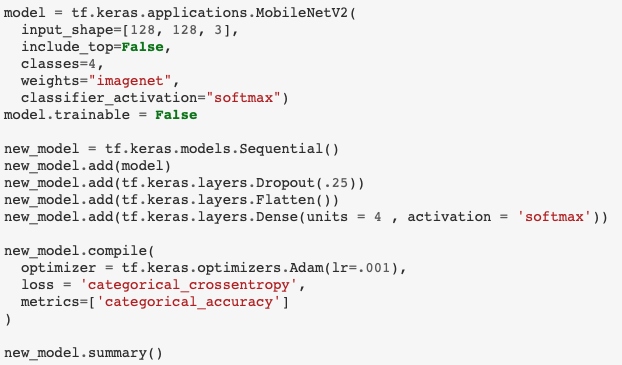 model = tf.keras.applications.MobileNetV2(
  input_shape=[128, 128, 3],
  include_top=False,
  classes=4,
  weights="imagenet",
  classifier_activation="softmax")
model.trainable = False

new_model = tf.keras.models.Sequential()
new_model.add(model)
new_model.add(tf.keras.layers.Dropout(.25))
new_model.add(tf.keras.layers.Flatten())
new_model.add(tf.keras.layers.Dense(units = 4 , activation = 'softmax'))

new_model.compile(
  optimizer = tf.keras.optimizers.Adam(lr=.001),
  loss = 'categorical_crossentropy',
  metrics=['categorical_accuracy']
)

new_model.summary()